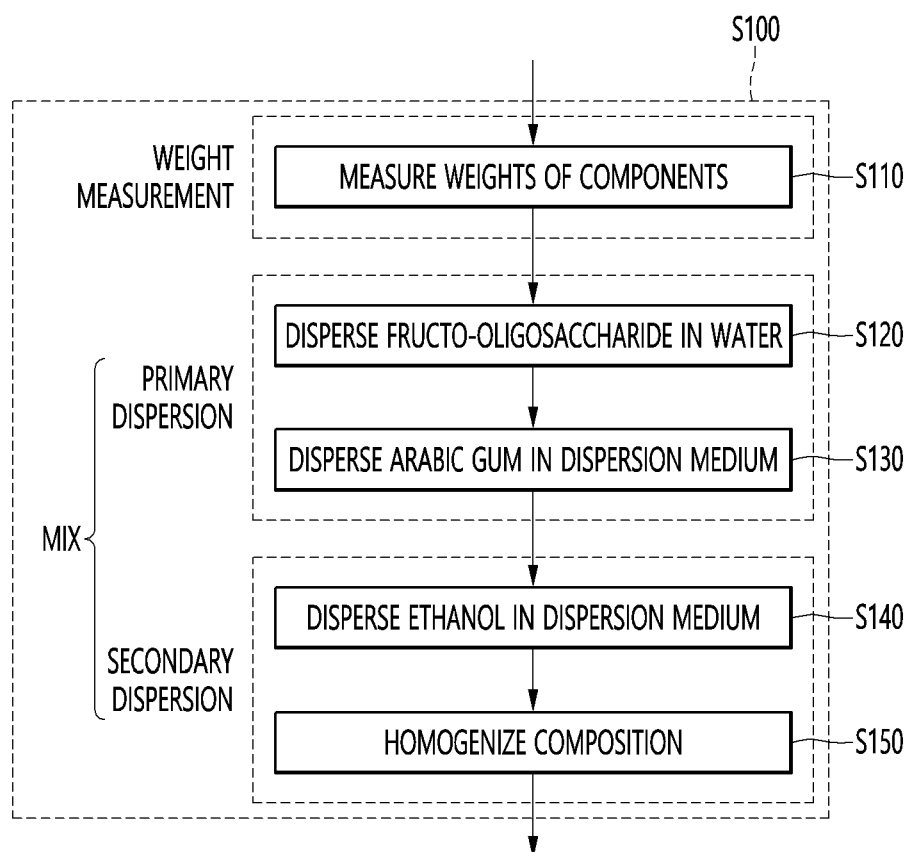 S100
WEIGHT
MEASUREMENT
MEASURE WEIGHTS OF COMPONENTS
S110
DISPERSE FRUCTO-OLIGOSACCHARIDE IN WATER
S120
PRIMARY
DISPERSION
DISPERSE ARABIC GUM IN DISPERSION MEDIUM
S130
MIX
DISPERSE ETHANOL IN DISPERSION MEDIUM
S140
SECONDARY
DISPERSION
HOMOGENIZE COMPOSITION
S150